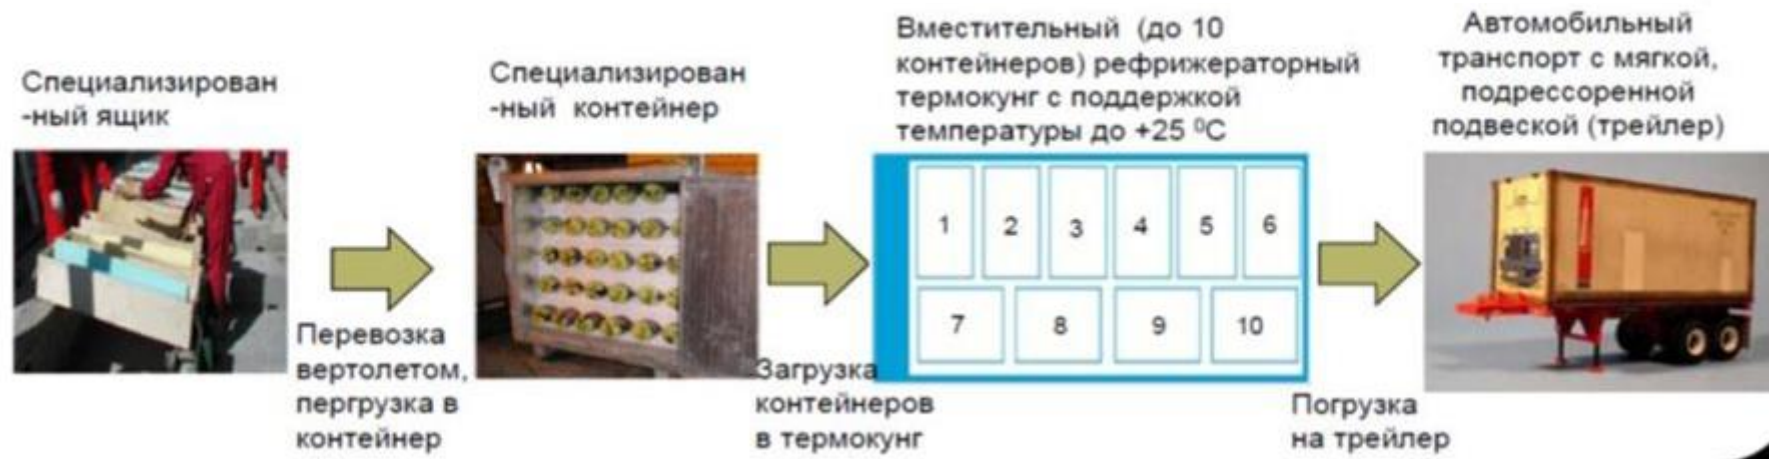 Специализирован
-ный ящик
Перевозка
вертолетом,
пергрузка в
контейнер
Специализирован
-ный контейнер
Загрузка
контейнеров
в термокунг
Вместительный (до 10
контейнеров) рефрижераторный
термокунг с поддержкой
температуры до +25 ⁰С
1 2 3 4 5 6
7 8 9 10
Погрузка
на трейлер
Автомобильный
транспорт с мягкой,
подрессоренной
подвеской (трейлер)